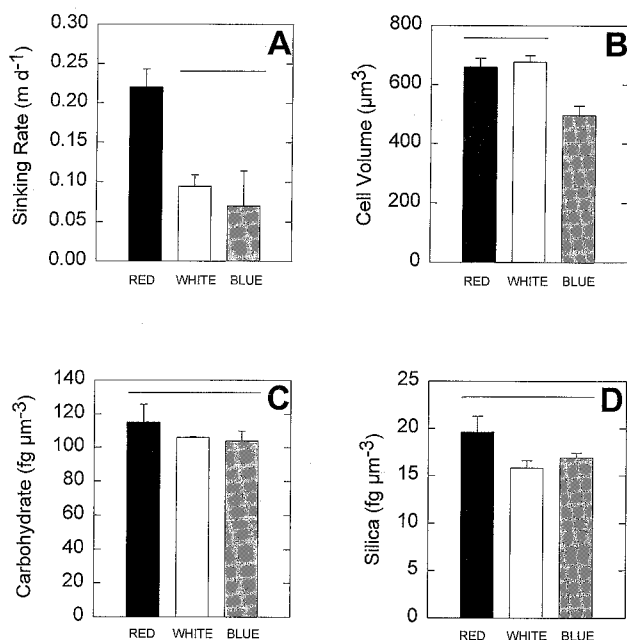 A
Sinking Rate (m d⁻¹)
0.30
0.25
0.20
0.15
0.10
0.05
0.00
RED WHITE BLUE
B
Cell Volume (µm³)
800
600
400
200
0
RED WHITE BLUE
C
Carbohydrate (fg µm⁻³)
140
120
100
80
60
40
20
0
RED WHITE BLUE
D
Silica (fg µm⁻³)
25
20
15
10
5
0
RED WHITE BLUE